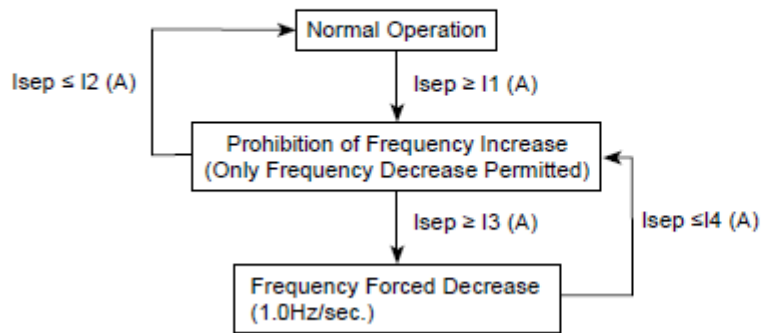 Normal Operation
Isep ≤ I2 (A)
Isep ≥ I1 (A)
Prohibition of Frequency Increase
(Only Frequency Decrease Permitted)
Isep ≥ I3 (A)
Isep ≤I4 (A)
Frequency Forced Decrease
(1.0Hz/sec.)